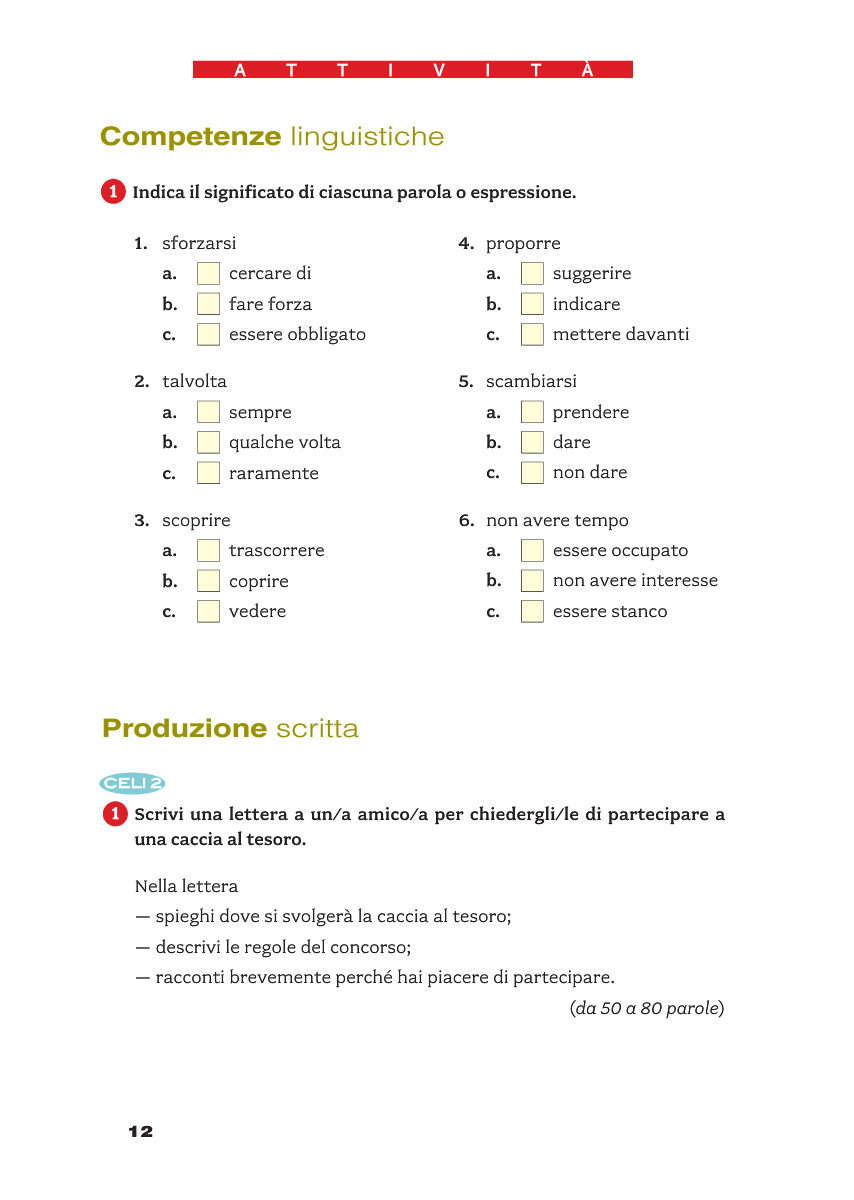 ATTIVITÀ
Competenze linguistiche
1 Indica il significato di ciascuna parola o espressione.
1. sforzarsi
a. cercare di
b. fare forza
c. essere obbligato
2. talvolta
a. sempre
b. qualche volta
c. raramente
3. scoprire
a. trascorrere
b. coprire
c. vedere
4. proporre
a. suggerire
b. indicare
c. mettere davanti
5. scambiarsi
a. prendere
b. dare
c. non dare
6. non avere tempo
a. essere occupato
b. non avere interesse
c. essere stanco
Produzione scritta
CELI 2
1 Scrivi una lettera a un/a amico/a per chiedergli/le di partecipare a
una caccia al tesoro.
Nella lettera
— spieghi dove si svolgerà la caccia al tesoro;
— descrivi le regole del concorso;
— racconti brevemente perché hai piacere di partecipare.
(da 50 a 80 parole)
12